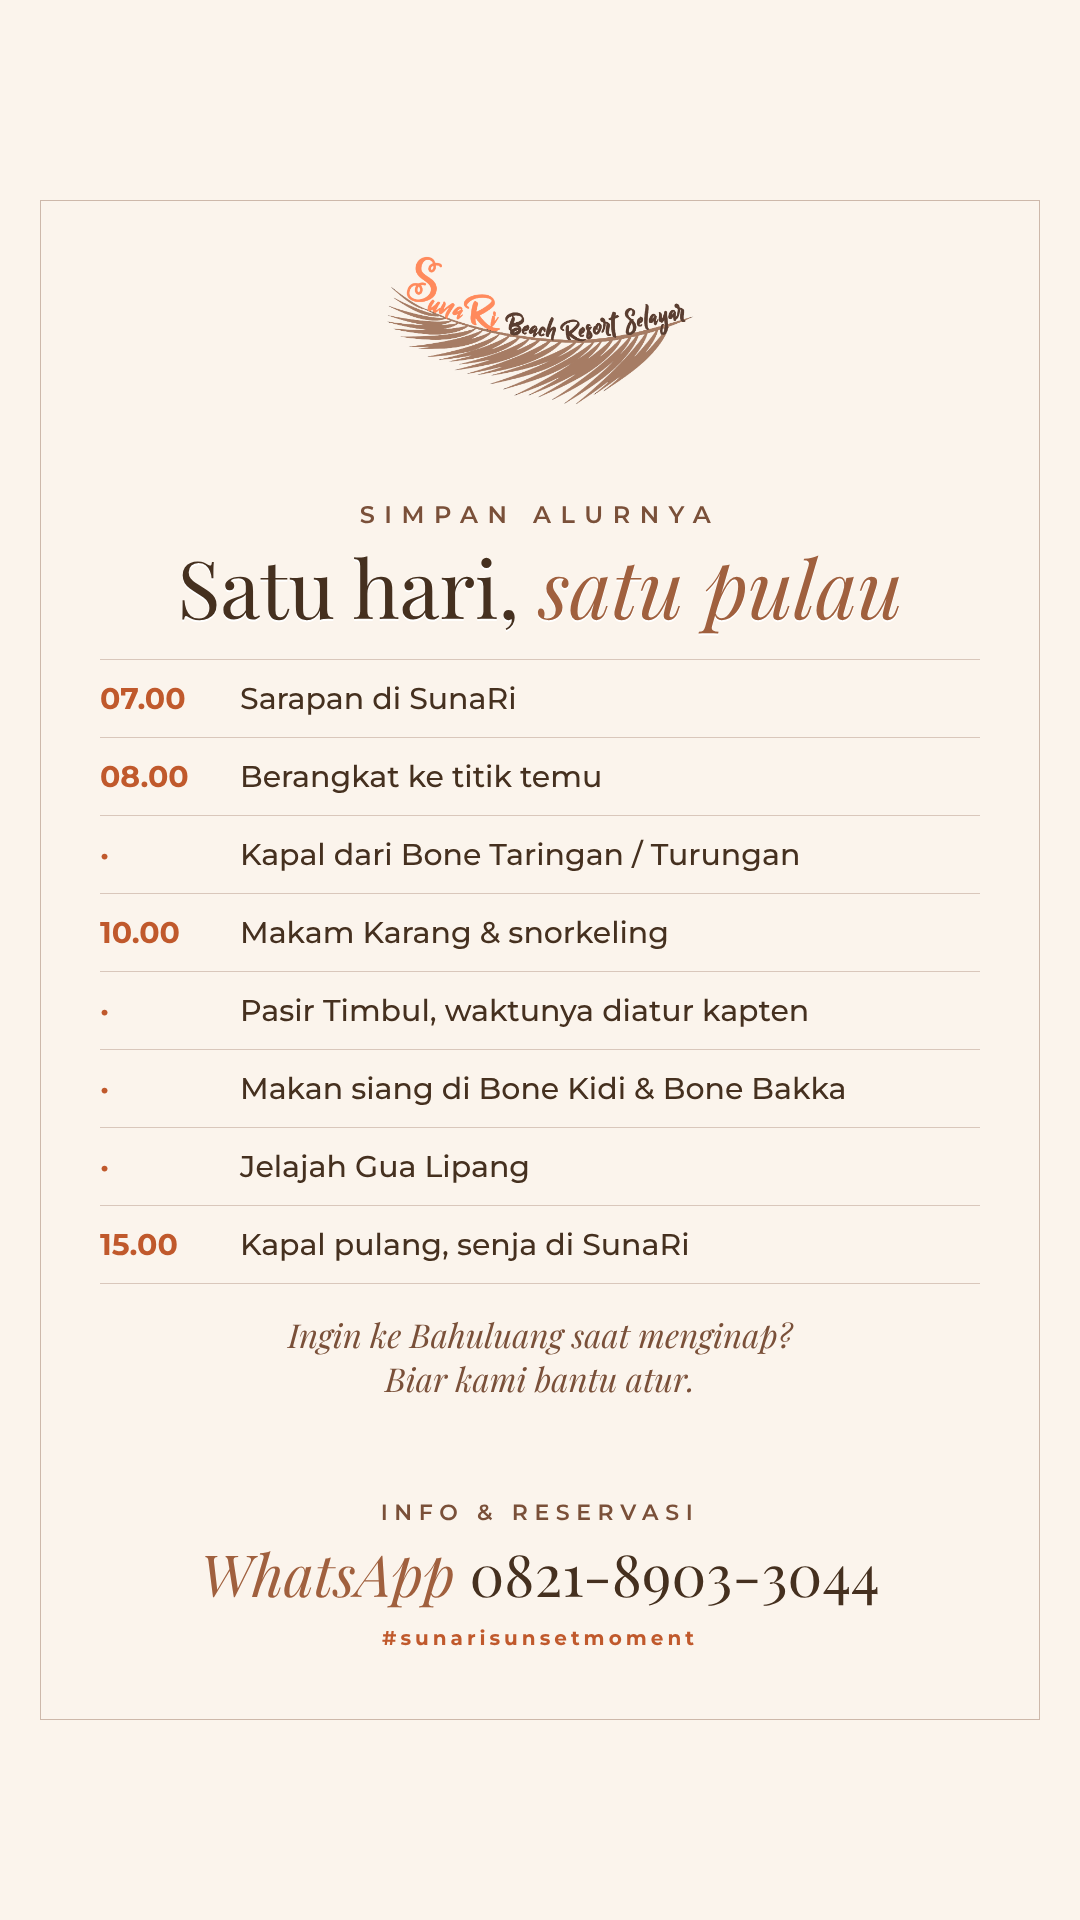 SunaRi Beach Resort Selayar
SIMPAN ALURNYA
Satu hari, satu pulau
07.00 Sarapan di SunaRi
08.00 Berangkat ke titik temu
• Kapal dari Bone Taringan / Turungan
10.00 Makam Karang & snorkeling
• Pasir Timbul, waktunya diatur kapten
• Makan siang di Bone Kidi & Bone Bakka
• Jelajah Gua Lipang
15.00 Kapal pulang, senja di SunaRi
Ingin ke Bahuluang saat menginap?
Biar kami bantu atur.
INFO & RESERVASI
WhatsApp 0821-8903-3044
#sunarisunsetmoment